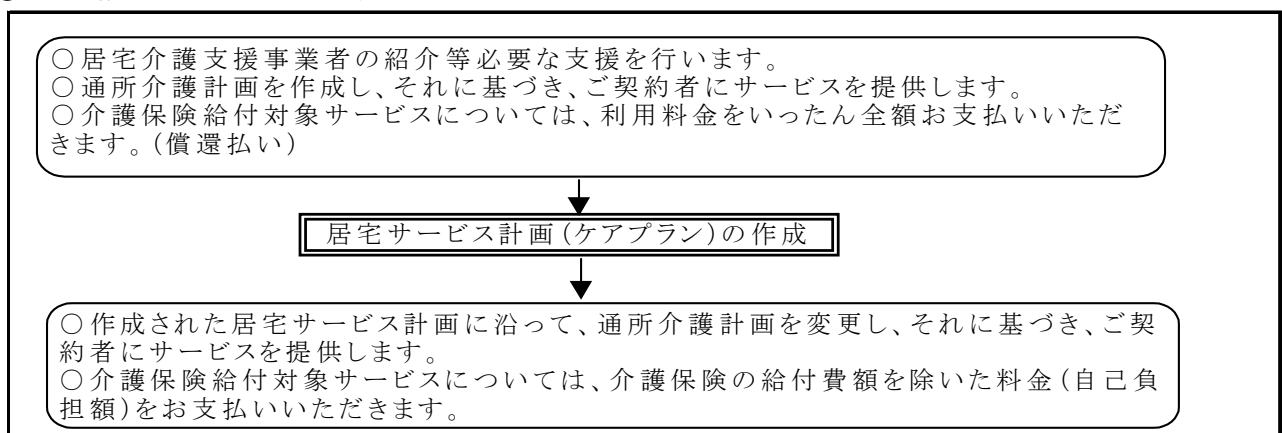 ○居宅介護支援事業者の紹介等必要な支援を行います。
○通所介護計画を作成し、それに基づき、ご契約者にサービスを提供します。
○介護保険給付対象サービスについては、利用料金をいったん全額お支払いいただ
きます。(償還払い)
居宅サービス計画(ケアプラン)の作成
○作成された居宅サービス計画に沿って、通所介護計画を変更し、それに基づき、ご契
約者にサービスを提供します。
○介護保険給付対象サービスについては、介護保険の給付費額を除いた料金(自己負
担額)をお支払いいただきます。